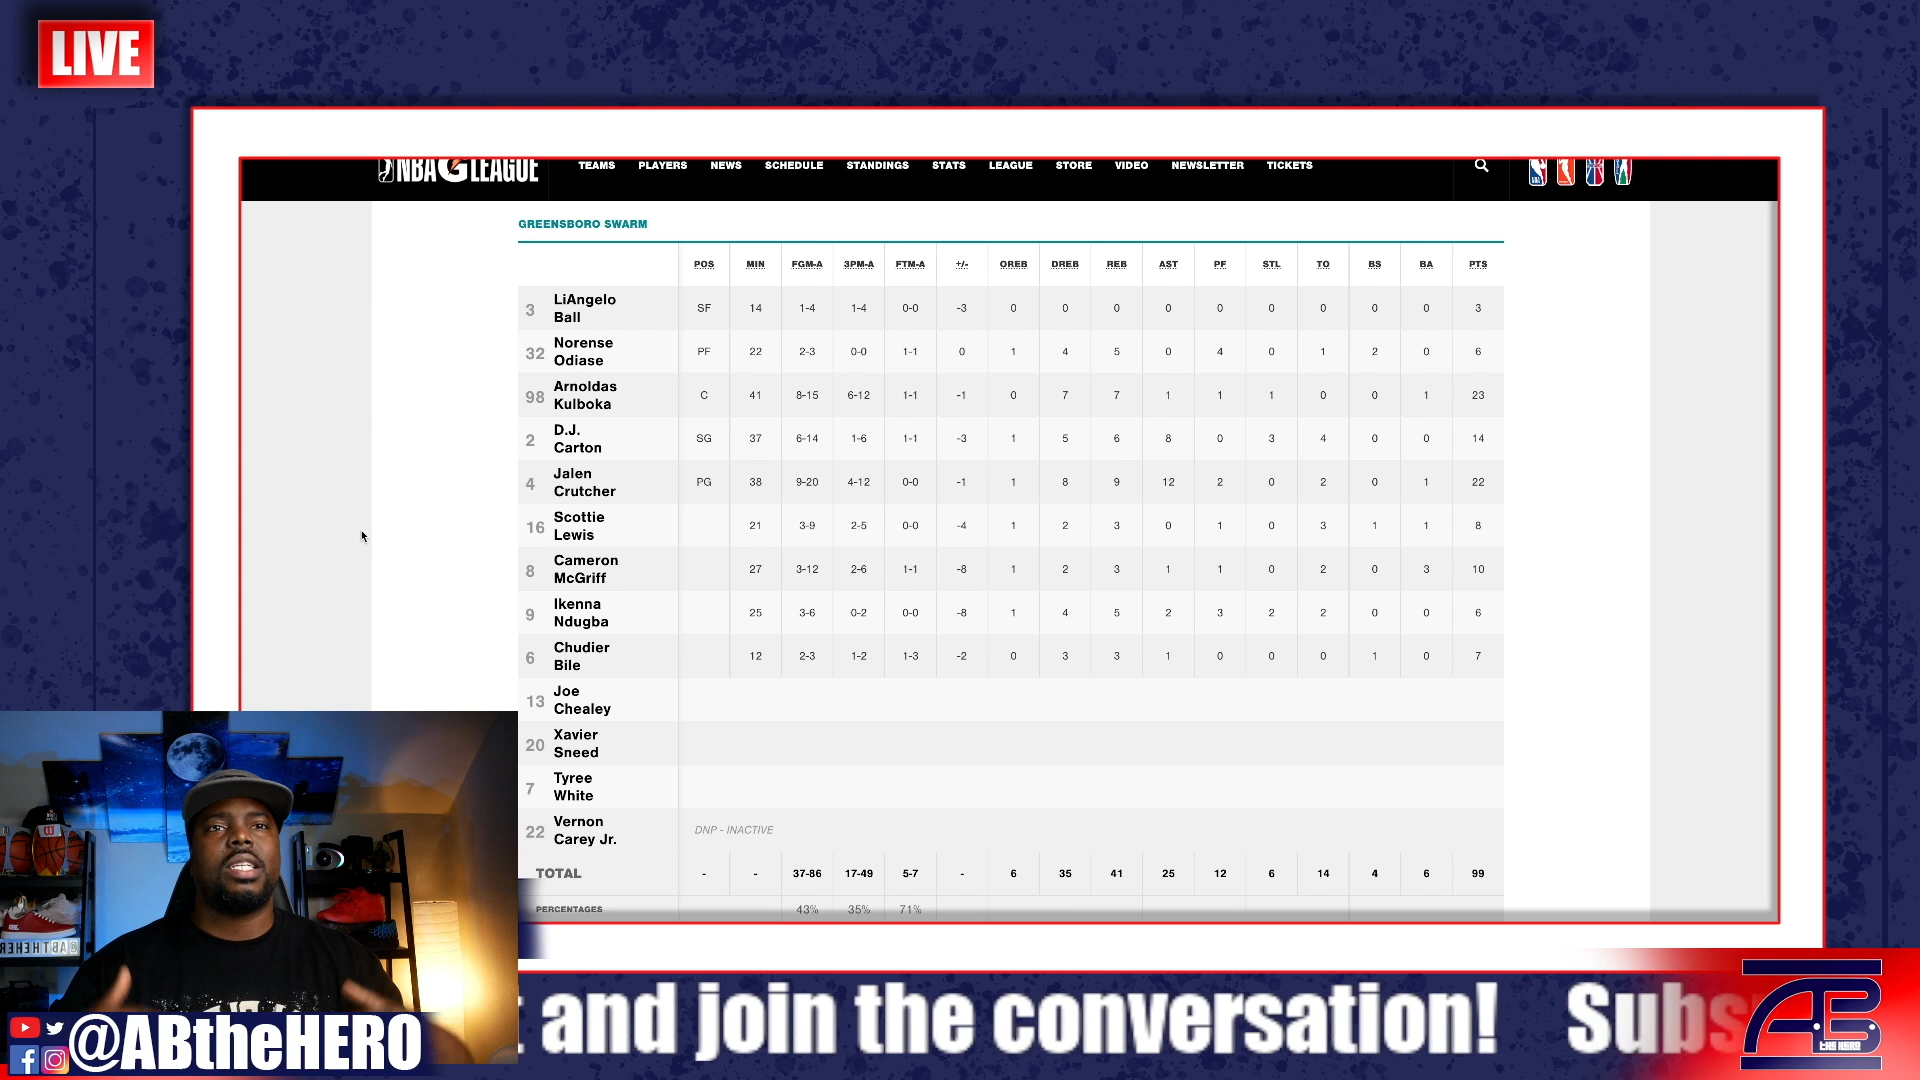 LIVE
NBA G LEAGUE TEAMS PLAYERS NEWS SCHEDULE STANDINGS STATS LEAGUE STORE VIDEO NEWSLETTER TICKETS
GREENSBORO SWARM
POS MIN FGM-A 3PM-A FTM-A +/- OREB DREB REB AST PF STL TO BS BA PTS
3 LiAngelo Ball SF 14 1-4 1-4 0-0 -3 0 0 0 0 0 0 0 0 0 3
32 Norense Odiase PF 22 2-3 0-0 1-1 0 1 4 5 0 4 0 1 2 0 6
98 Arnoldas Kulboka C 41 8-15 6-12 1-1 -1 0 7 7 1 1 1 0 0 1 23
2 D.J. Carton SG 37 6-14 1-6 1-1 -3 1 5 6 8 0 3 4 0 0 14
4 Jalen Crutcher PG 38 9-20 4-12 0-0 -1 1 8 9 12 2 0 2 0 1 22
16 Scottie Lewis 21 3-9 2-5 0-0 -4 1 2 3 0 1 0 3 1 1 8
8 Cameron McGriff 27 3-12 2-6 1-1 -8 1 2 3 1 1 0 2 0 3 10
9 Ikenna Ndugba 25 3-6 0-2 0-0 -8 1 4 5 2 3 2 2 0 0 6
6 Chudier Bile 12 2-3 1-2 1-3 -2 0 3 3 1 0 0 0 1 0 7
13 Joe Chealey
20 Xavier Sneed
7 Tyree White
22 Vernon Carey Jr. DNP - INACTIVE
TOTAL - - 37-86 17-49 5-7 - 6 35 41 25 12 6 14 4 6 99
PERCENTAGES 43% 35% 71%
@ABtheHERO
t and join the conversation! Subs
AB
THE HERO